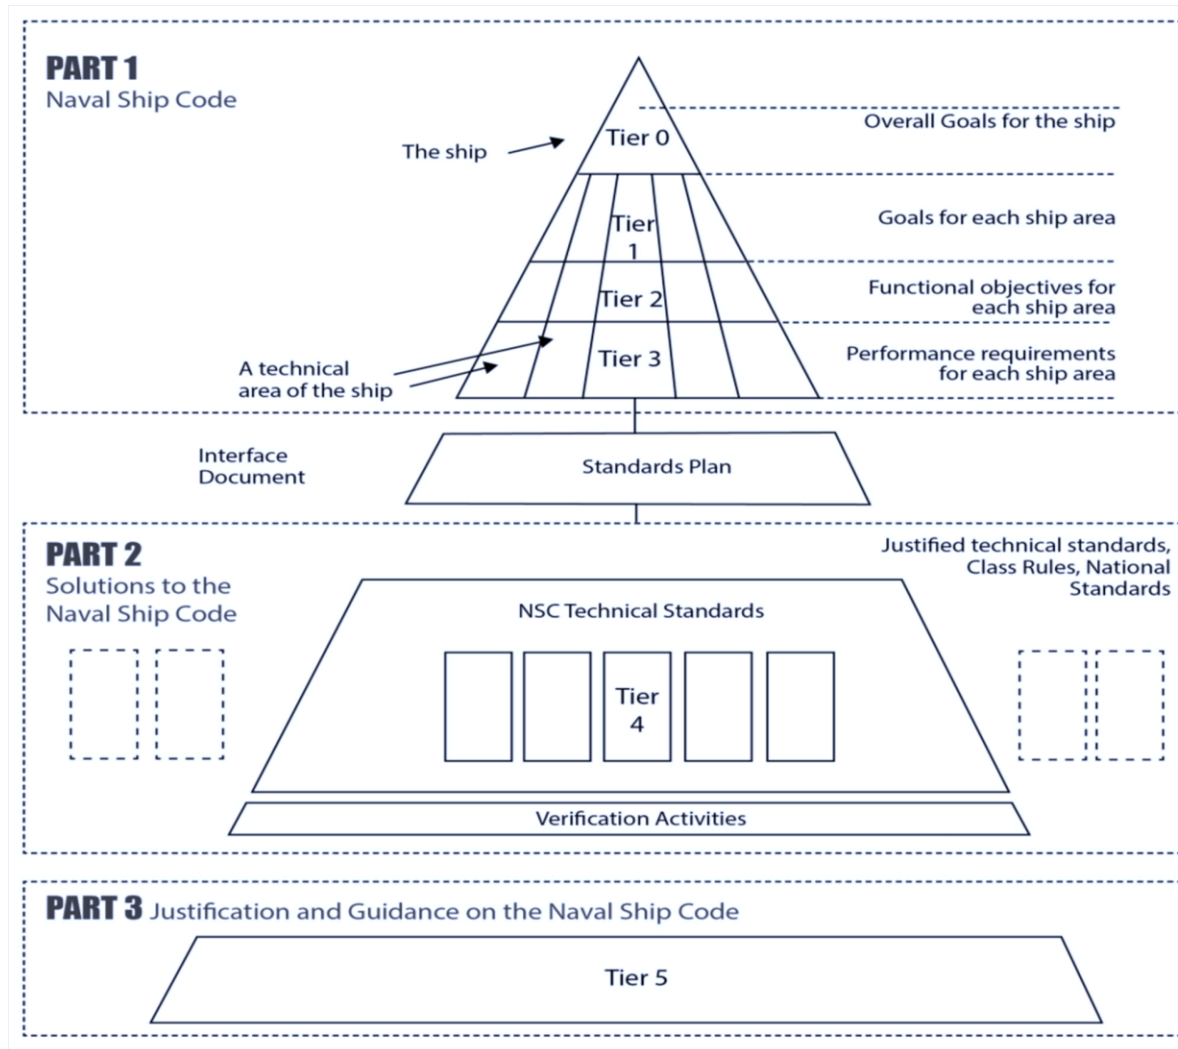 PART 1
Naval Ship Code
The ship
Tier 0
Overall Goals for the ship
Tier
1
Goals for each ship area
Tier 2
Functional objectives for
each ship area
Tier 3
Performance requirements
for each ship area
A technical
area of the ship
Interface
Document
Standards Plan
PART 2
Solutions to the
Naval Ship Code
Justified technical standards,
Class Rules, National
Standards
NSC Technical Standards
Tier
4
Verification Activities
PART 3 Justification and Guidance on the Naval Ship Code
Tier 5